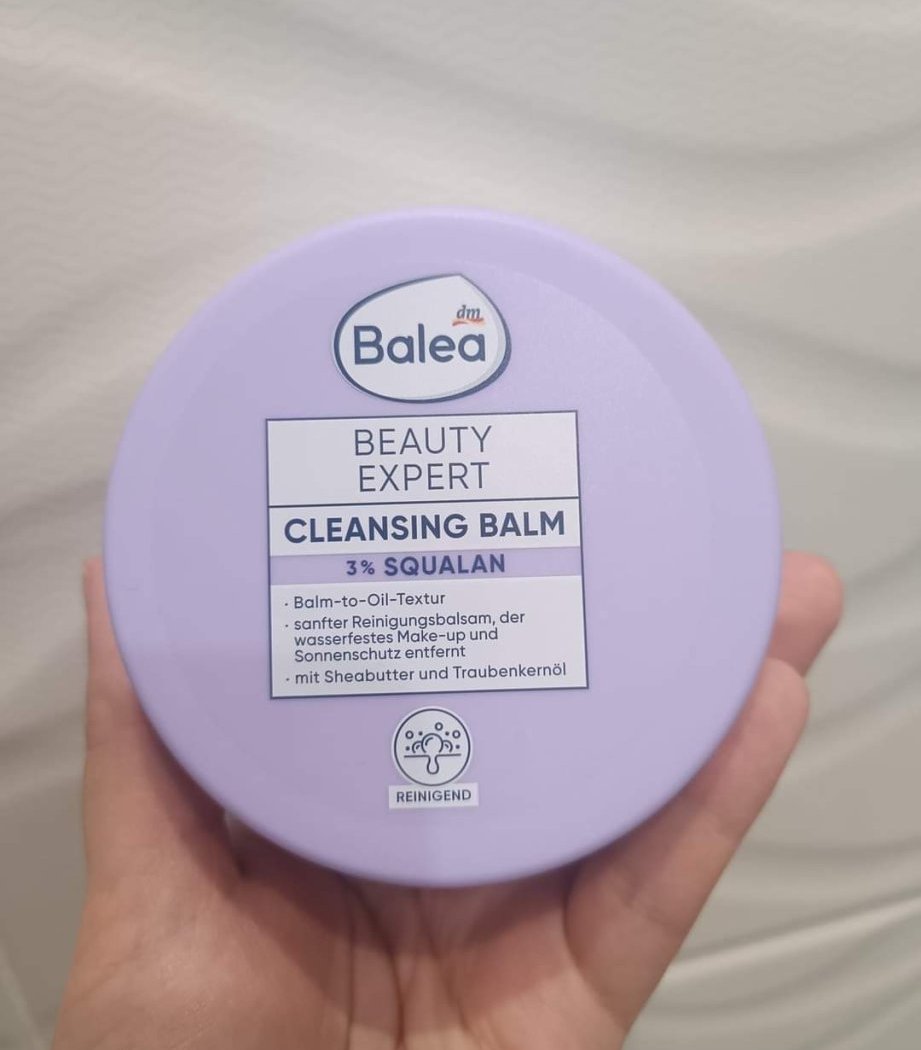 dm
Balea
BEAUTY
EXPERT
CLEANSING BALM
3% SQUALAN
· Balm-to-Oil-Textur
· sanfter Reinigungsbalsam, der
wasserfestes Make-up und
Sonnenschutz entfernt
· mit Sheabutter und Traubenkernöl
REINIGEND